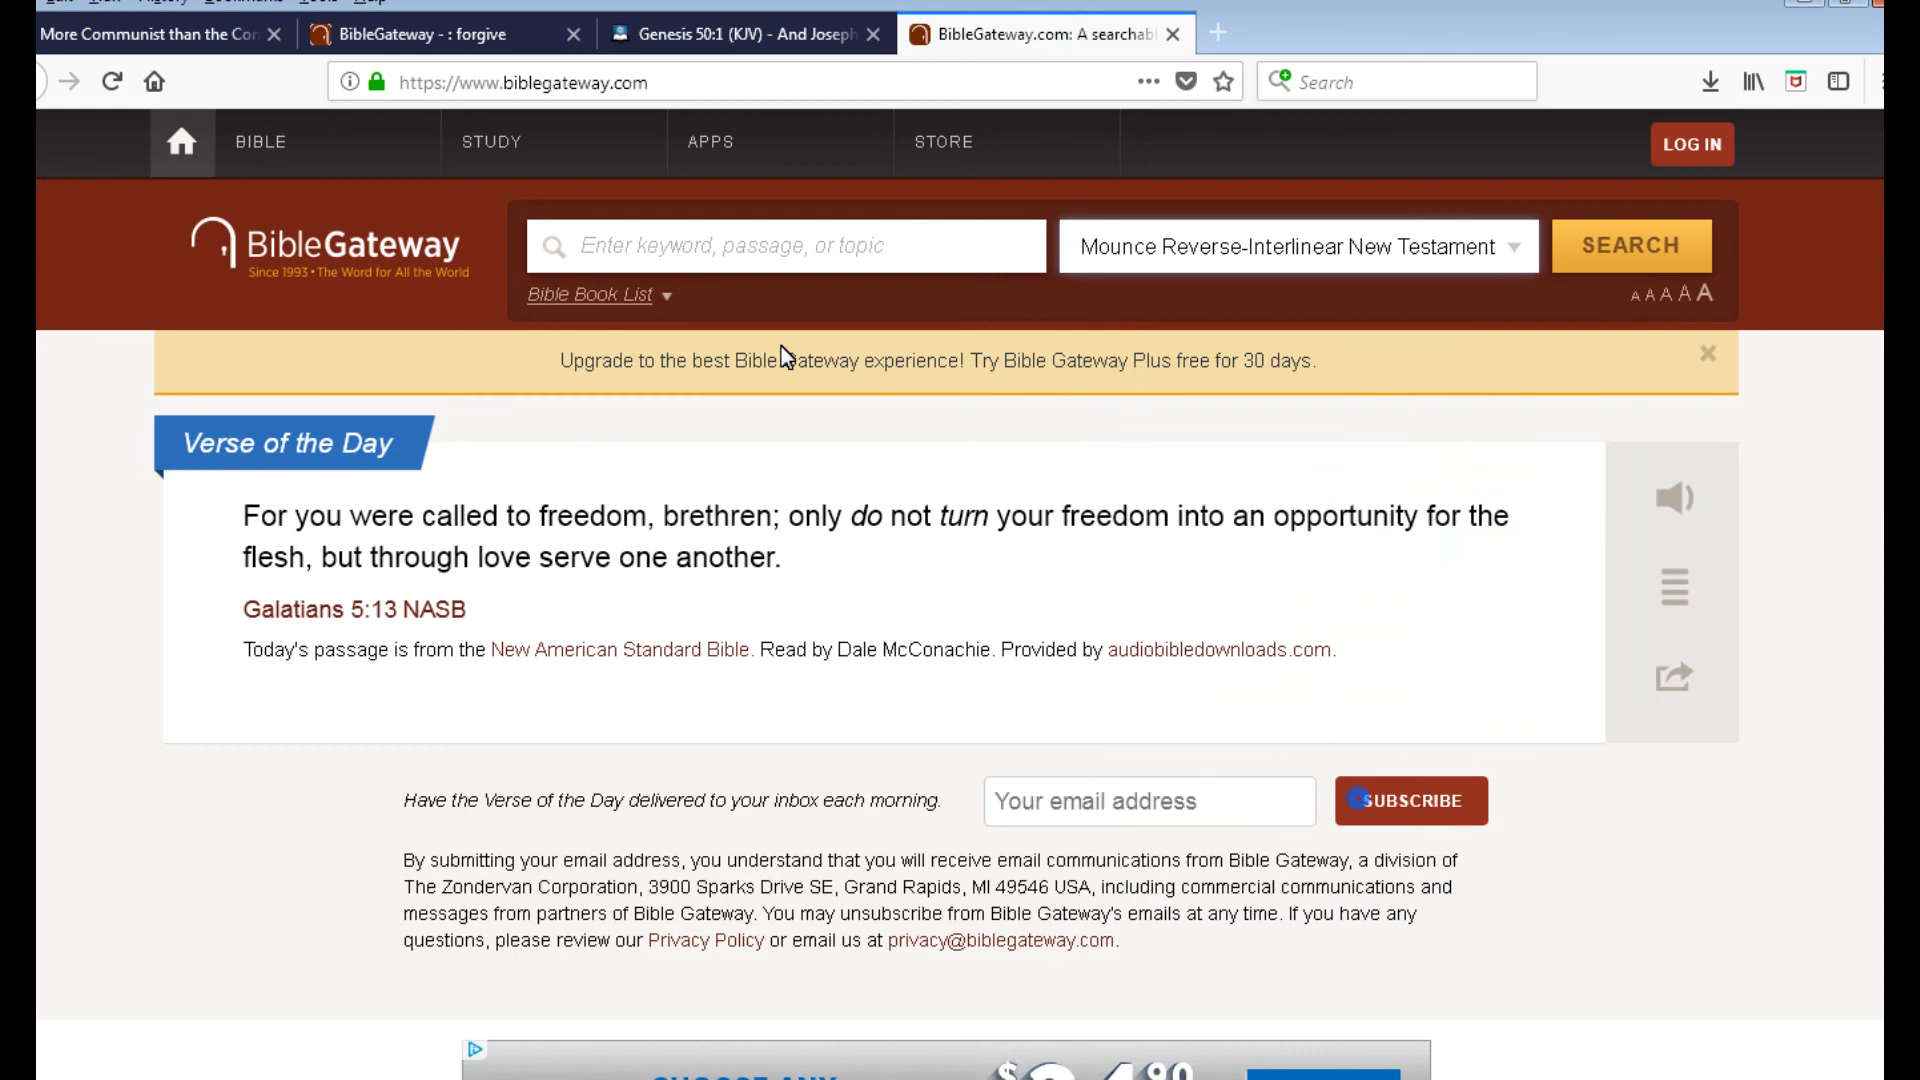 More Communist than the Co
BibleGateway - : forgive
Genesis 50:1 (KJV) - And Joseph
BibleGateway.com: A searchabl
https://www.biblegateway.com
Search
BIBLE
STUDY
APPS
STORE
LOG IN
BibleGateway
Since 1993 • The Word for All the World
Enter keyword, passage, or topic
Mounce Reverse-Interlinear New Testament
SEARCH
Bible Book List
A A A A A
Upgrade to the best Bible Gateway experience! Try Bible Gateway Plus free for 30 days.
Verse of the Day
For you were called to freedom, brethren; only do not turn your freedom into an opportunity for the
flesh, but through love serve one another.
Galatians 5:13 NASB
Today's passage is from the New American Standard Bible. Read by Dale McConachie. Provided by audiobibledownloads.com.
Have the Verse of the Day delivered to your inbox each morning.
Your email address
SUBSCRIBE
By submitting your email address, you understand that you will receive email communications from Bible Gateway, a division of
The Zondervan Corporation, 3900 Sparks Drive SE, Grand Rapids, MI 49546 USA, including commercial communications and
messages from partners of Bible Gateway. You may unsubscribe from Bible Gateway's emails at any time. If you have any
questions, please review our Privacy Policy or email us at privacy@biblegateway.com.
CHOOSE ANY